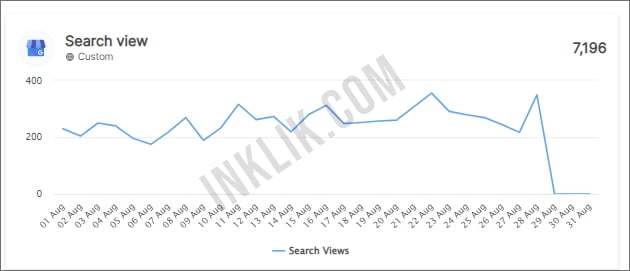 Search view
Custom
7,196
400
200
0
INKLIK.COM
01 Aug
02 Aug
03 Aug
04 Aug
05 Aug
06 Aug
07 Aug
08 Aug
09 Aug
10 Aug
11 Aug
12 Aug
13 Aug
14 Aug
15 Aug
16 Aug
17 Aug
18 Aug
19 Aug
20 Aug
21 Aug
22 Aug
23 Aug
24 Aug
25 Aug
26 Aug
27 Aug
28 Aug
29 Aug
30 Aug
31 Aug
Search Views